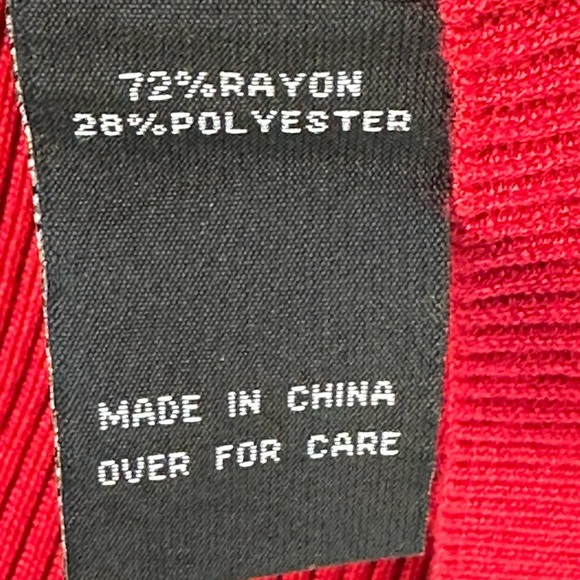 72%RAYON
28%POLYESTER
MADE IN CHINA
OVER FOR CARE